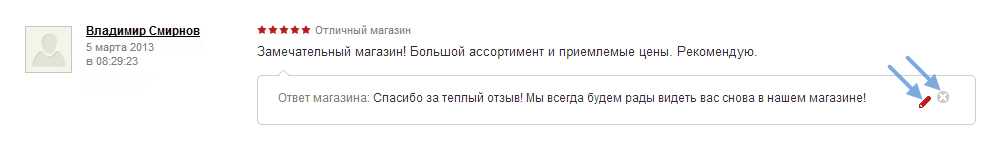 Владимир Смирнов
5 марта 2013
в 08:29:23
Отличный магазин
Замечательный магазин! Большой ассортимент и приемлемые цены. Рекомендую.
Ответ магазина: Спасибо за теплый отзыв! Мы всегда будем рады видеть вас снова в нашем магазине!